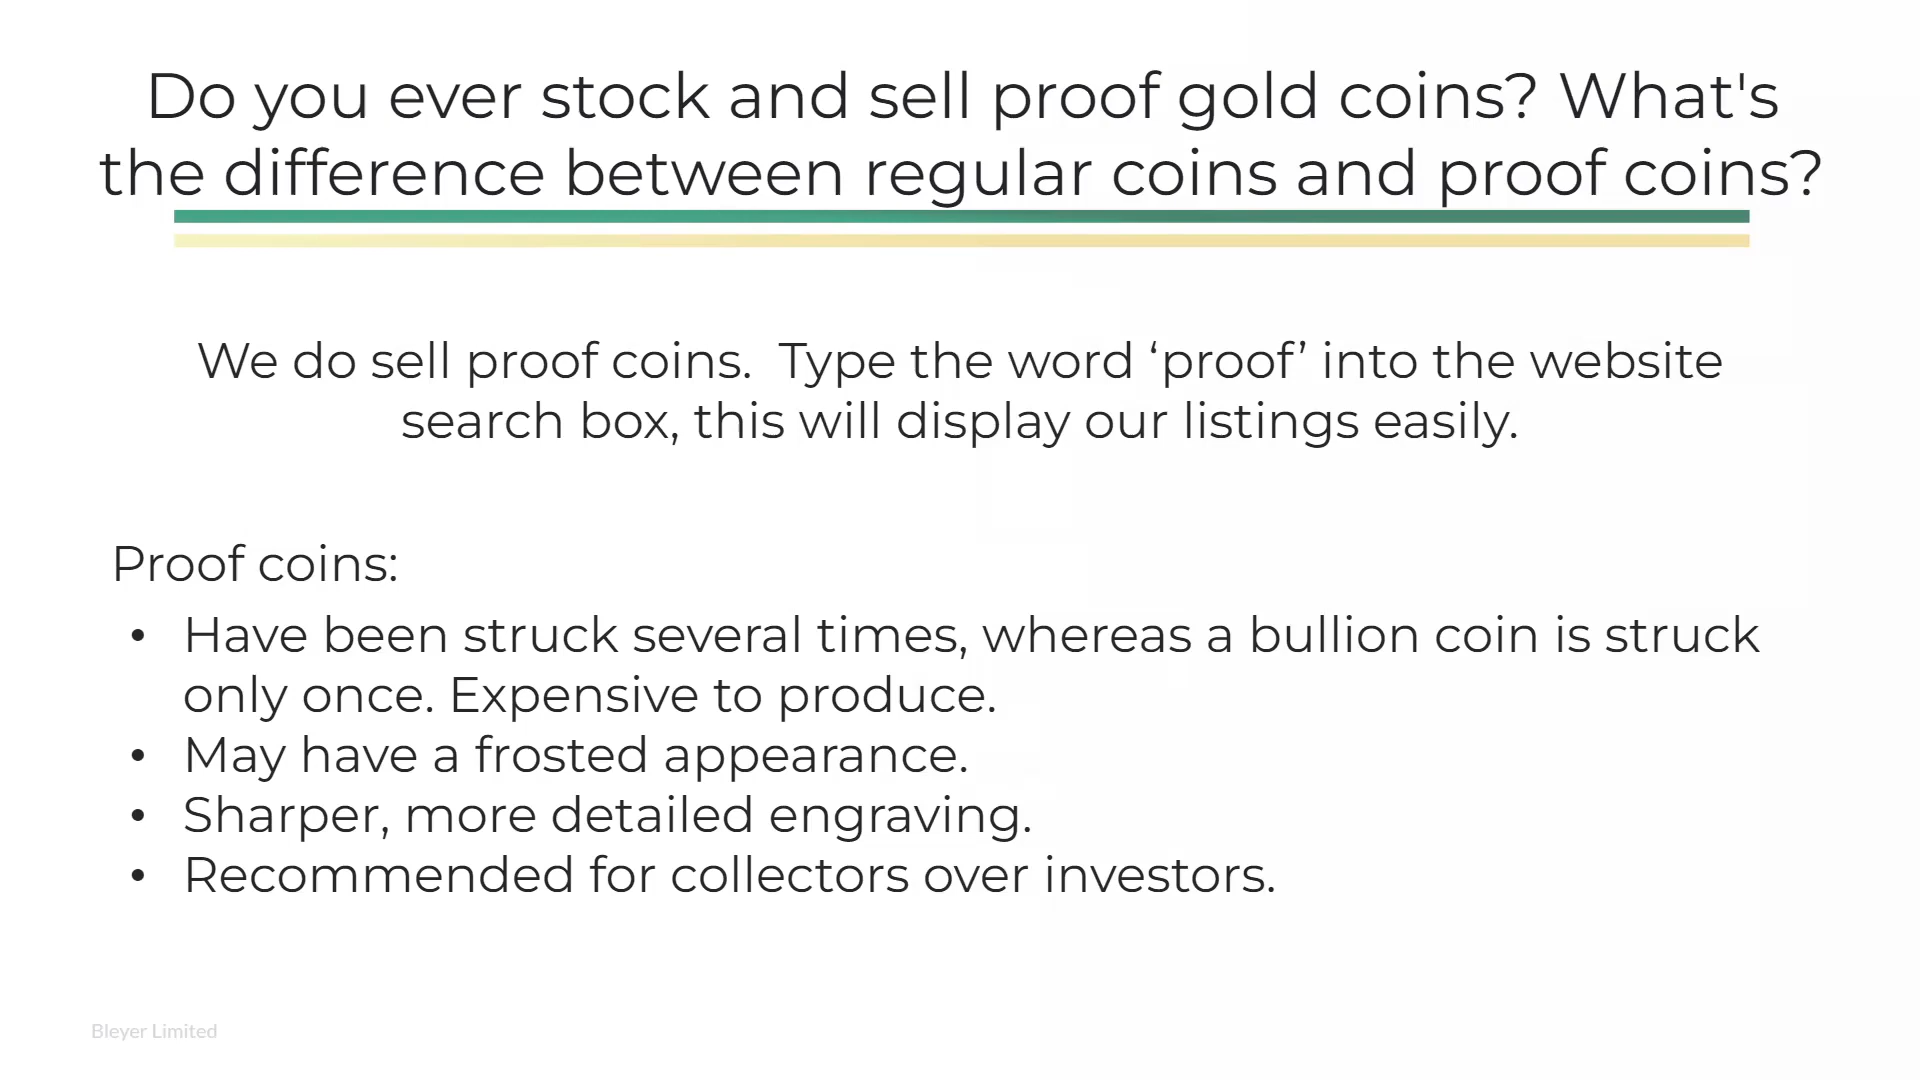 Do you ever stock and sell proof gold coins? What's
the difference between regular coins and proof coins?
We do sell proof coins.  Type the word ‘proof’ into the website
search box, this will display our listings easily.
Proof coins:
• Have been struck several times, whereas a bullion coin is struck
only once. Expensive to produce.
• May have a frosted appearance.
• Sharper, more detailed engraving.
• Recommended for collectors over investors.
Bleyer Limited